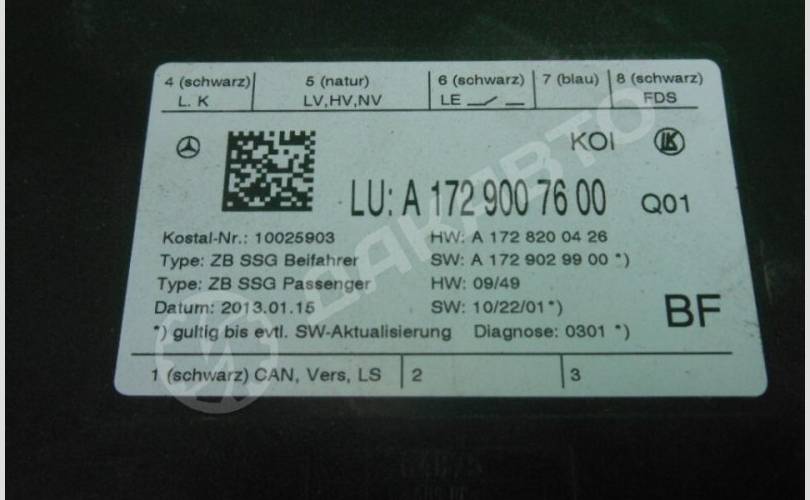 4 (schwarz) 5 (natur) 6 (schwarz) 7 (blau) 8 (schwarz)
L. K LV,HV,NV LE FDS
KOI
LU: A 172 900 76 00 Q01
Kostal-Nr.: 10025903 HW: A 172 820 04 26
Type: ZB SSG Beifahrer SW: A 172 902 99 00 *)
Type: ZB SSG Passenger HW: 09/49
Datum: 2013.01.15 SW: 10/22/01*)
BF
*) gultig bis evtl. SW-Aktualisierung Diagnose: 0301 *)
1 (schwarz) CAN, Vers, LS 2 3
ДАКАВТО